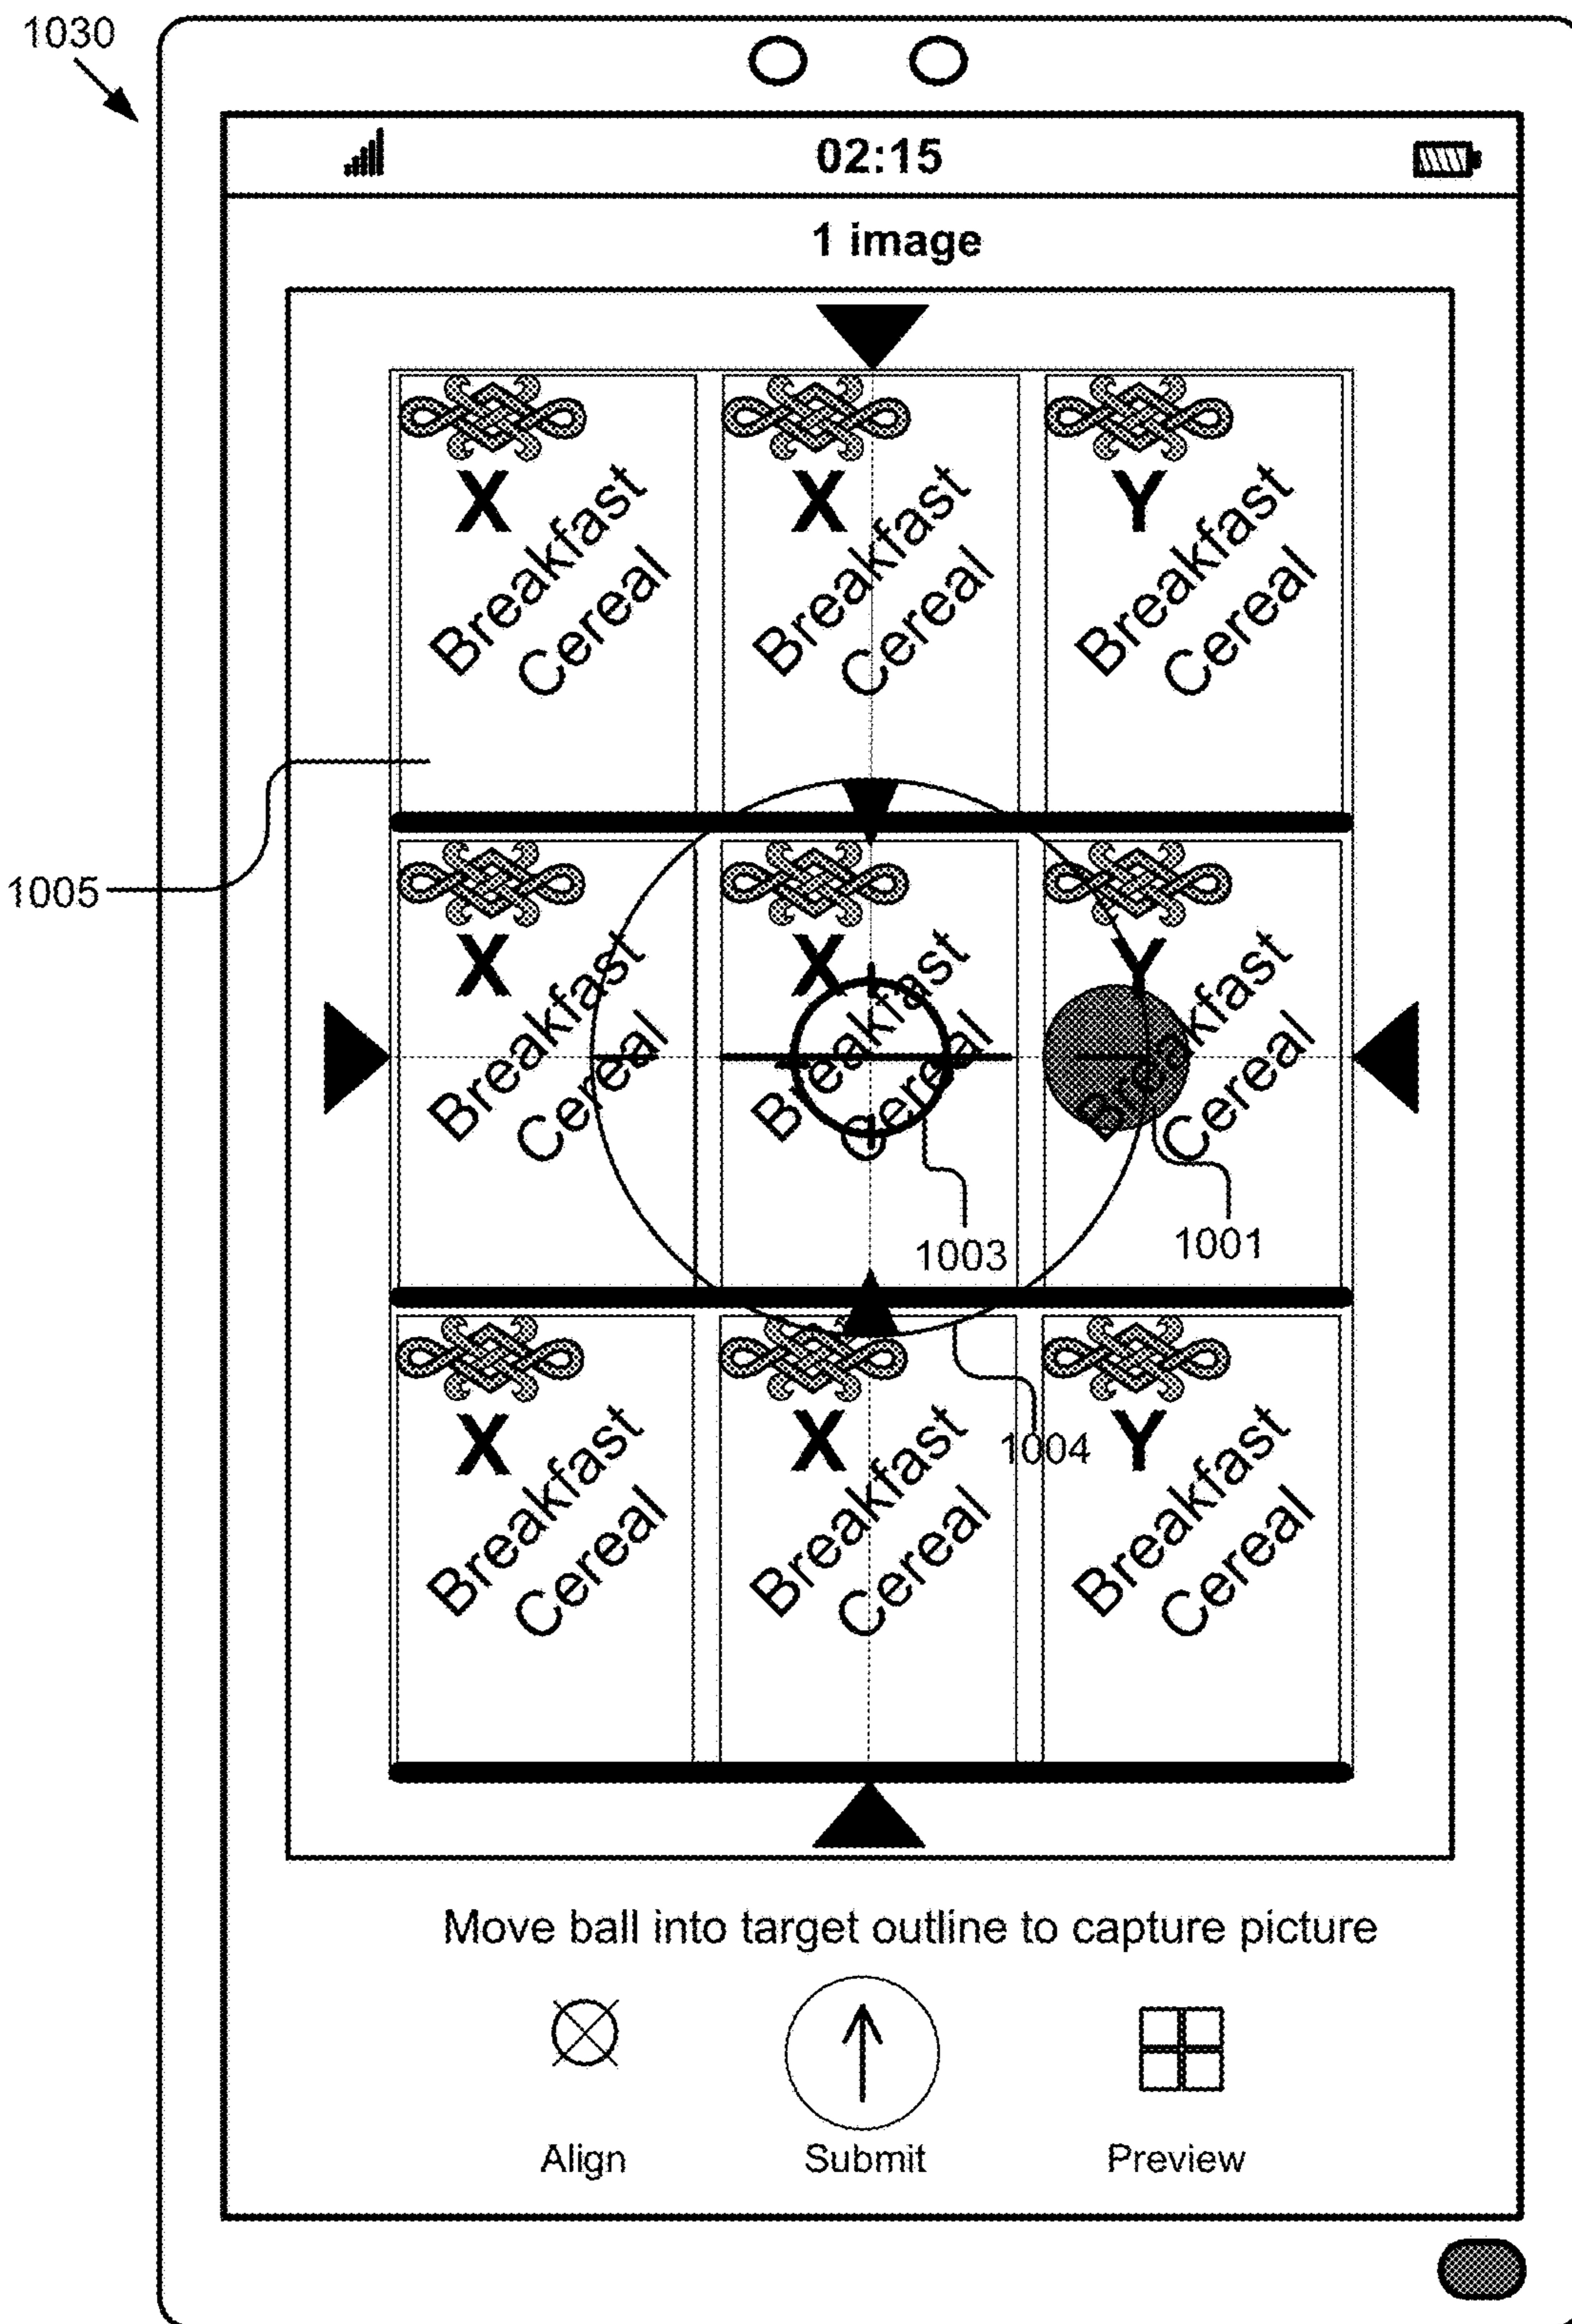 1030
02:15
1 image
X
Breakfast
Cereal
X
Breakfast
Cereal
Y
Breakfast
Cereal
1005
X
Breakfast
Cereal
X
Breakfast
Cereal
Y
Breakfast
Cereal
1003
1001
X
Breakfast
Cereal
X
Breakfast
Cereal
1004
Y
Breakfast
Cereal
Move ball into target outline to capture picture
Align
Submit
Preview